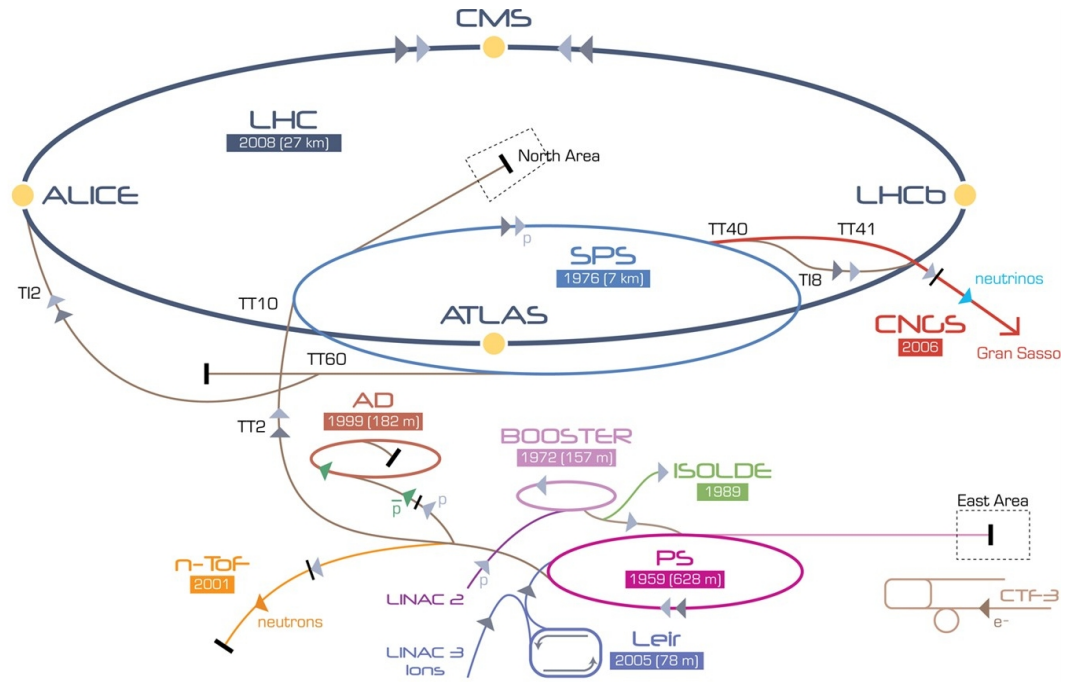 CMS
LHC
2008 (27 km)
North Area
ALICE
LHCb
TT40
TT41
p
SPS
1976 (7 km)
TI8
neutrinos
TI2
TT10
ATLAS
CNGS
2006
Gran Sasso
TT60
AD
1999 (182 m)
TT2
BOOSTER
1972 (157 m)
ISOLDE
1989
East Area
p
p
n-ToF
2001
PS
1959 (628 m)
LINAC 2
p
neutrons
CTF-3
e-
LINAC 3
Ions
Leir
2005 (78 m)